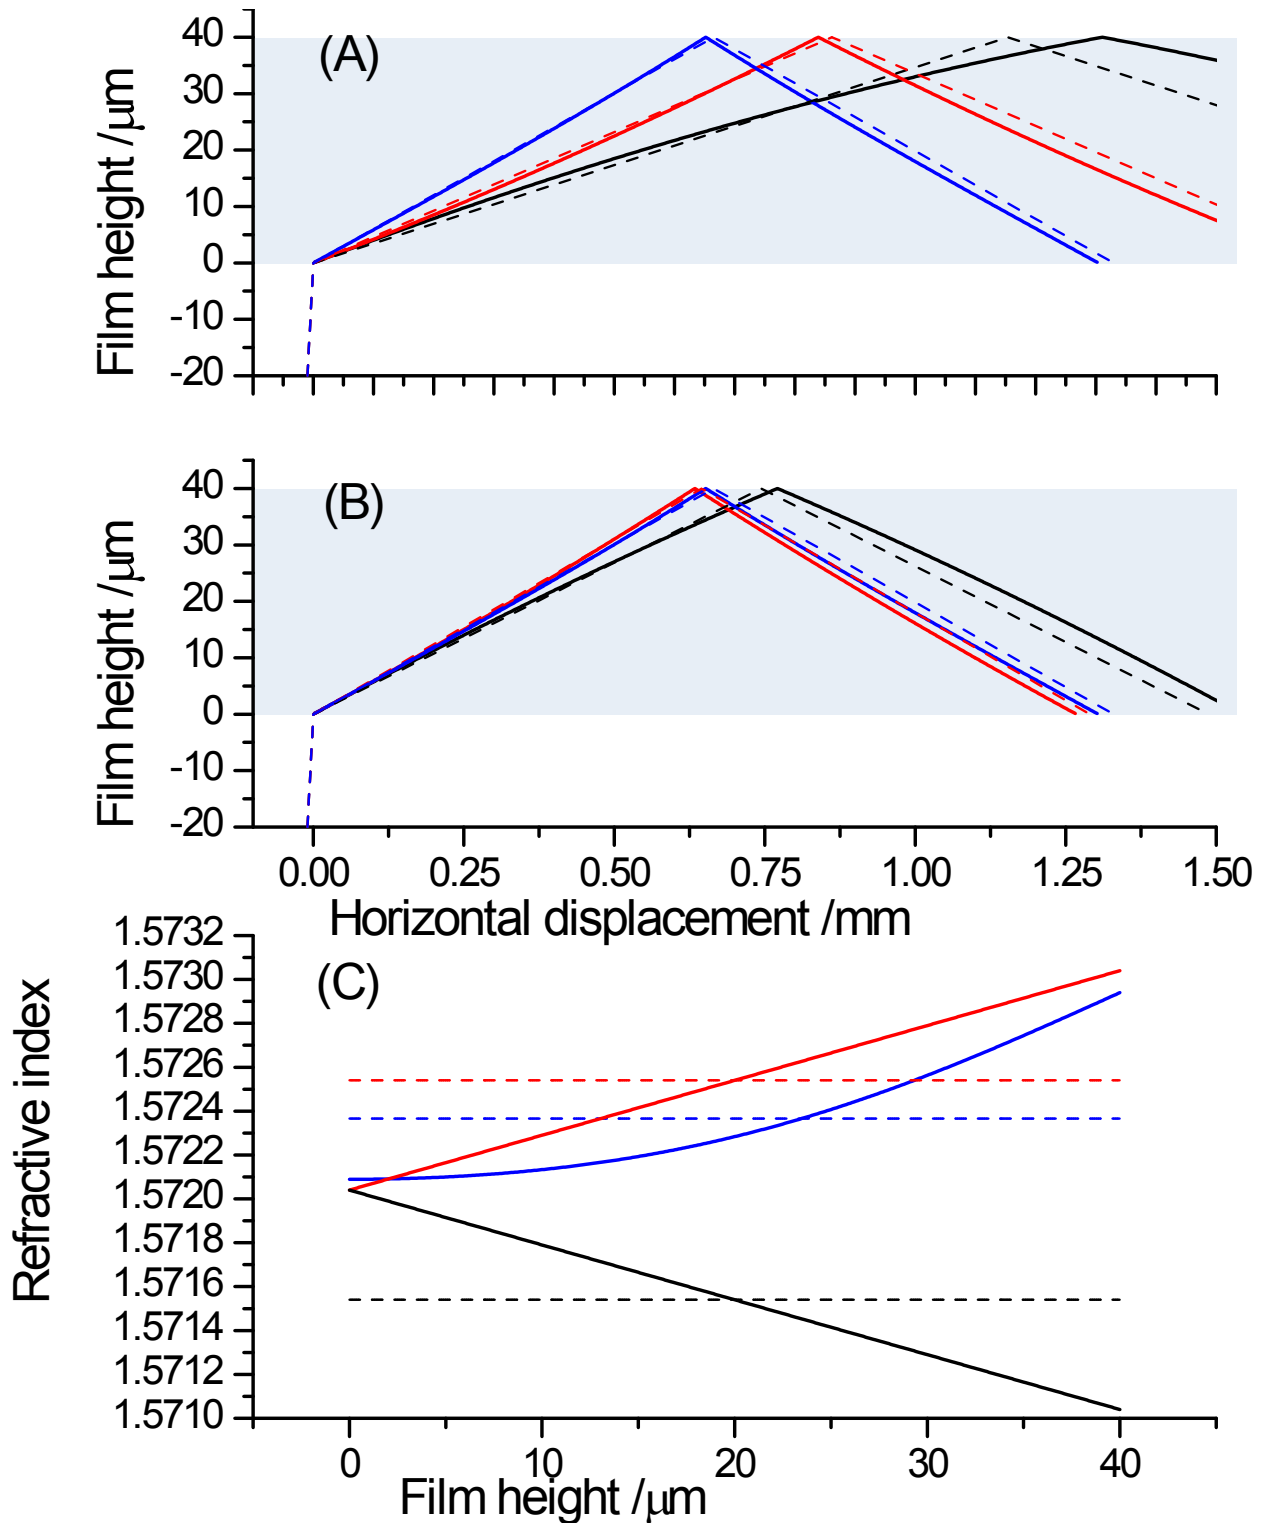 (A)
Film height /μm
40
30
20
10
0
-10
-20
(B)
Film height /μm
40
30
20
10
0
-10
-20
0.00 0.25 0.50 0.75 1.00 1.25 1.50
Horizontal displacement /mm
(C)
Refractive index
1.5732
1.5730
1.5728
1.5726
1.5724
1.5722
1.5720
1.5718
1.5716
1.5714
1.5712
1.5710
0 10 20 30 40
Film height /μm